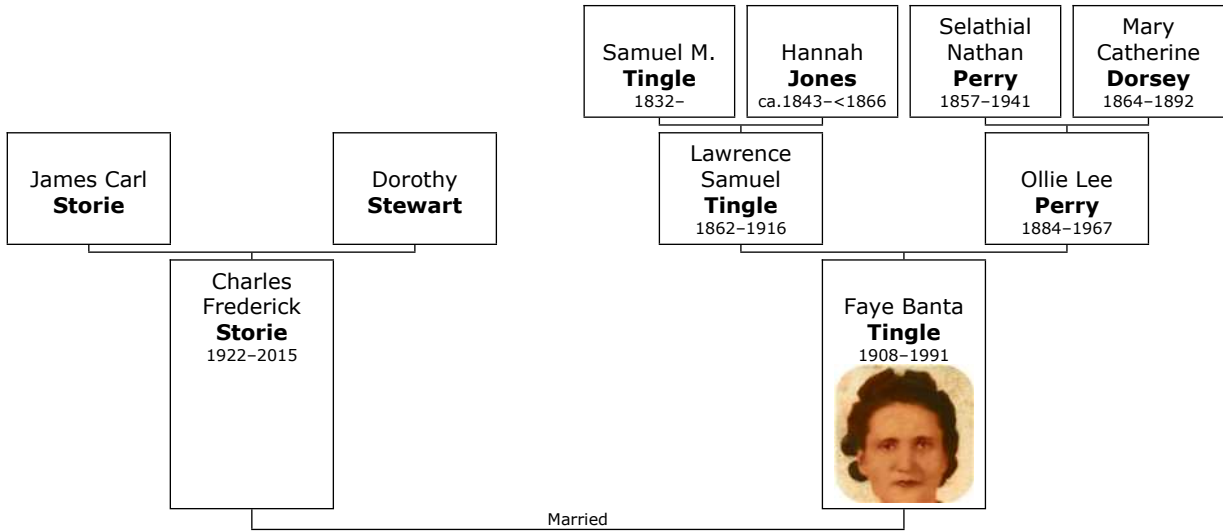 Samuel M.
Tingle
1832–
Hannah
Jones
ca.1843–<1866
Selathial
Nathan
Perry
1857–1941
Mary
Catherine
Dorsey
1864–1892
James Carl
Storie
Dorothy
Stewart
Lawrence
Samuel
Tingle
1862–1916
Ollie Lee
Perry
1884–1967
Charles
Frederick
Storie
1922–2015
Faye Banta
Tingle
1908–1991
Married